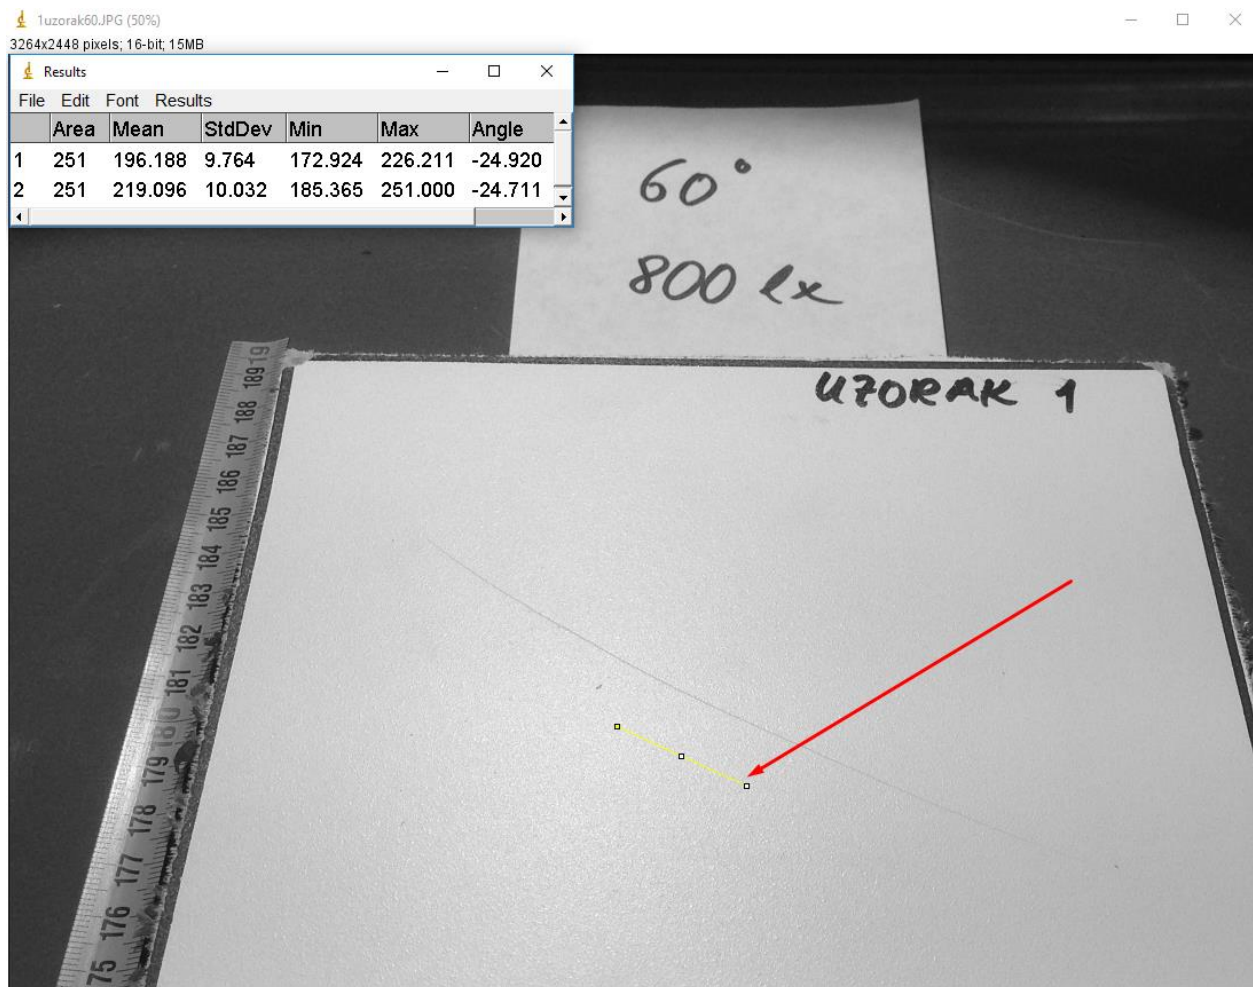 1uzorak60.JPG (50%)
3264x2448 pixels; 16-bit; 15MB
Results
File Edit Font Results
Area Mean StdDev Min Max Angle
1 251 196.188 9.764 172.924 226.211 -24.920
2 251 219.096 10.032 185.365 251.000 -24.711
60°
800 lx
UZORAK 1
19
189
188
187
186
185
184
183
182
181
180
179
178
177
176
75